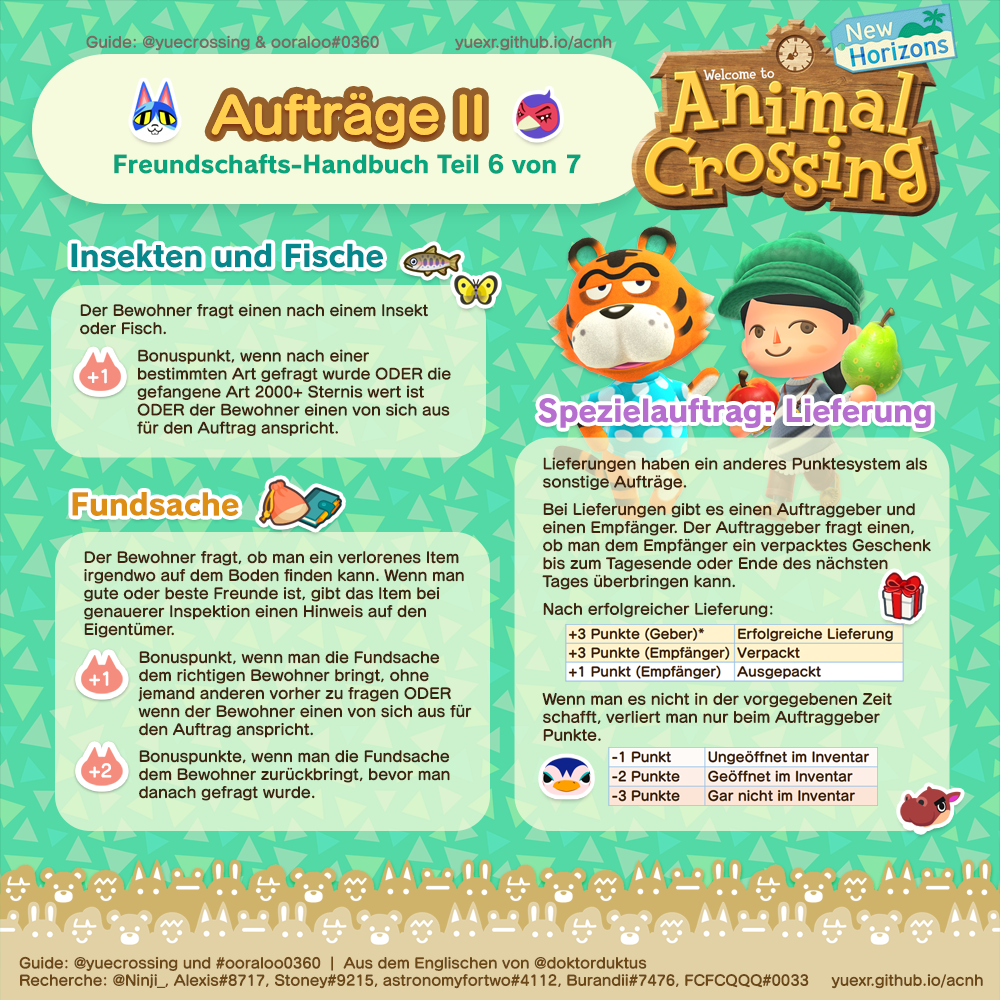 Guide: @yuecrossing & ooraloo#0360 yuexr.github.io/acnh
New
Horizons
Welcome to
Animal
Crossing
Aufträge II
Freundschafts-Handbuch Teil 6 von 7
Insekten und Fische
Der Bewohner fragt einen nach einem Insekt
oder Fisch.
+1
Bonuspunkt, wenn nach einer
bestimmten Art gefragt wurde ODER die
gefangene Art 2000+ Sternis wert ist
ODER der Bewohner einen von sich aus
für den Auftrag anspricht.
Fundsache
Der Bewohner fragt, ob man ein verlorenes Item
irgendwo auf dem Boden finden kann. Wenn man
gute oder beste Freunde ist, gibt das Item bei
genauerer Inspektion einen Hinweis auf den
Eigentümer.
+1
Bonuspunkt, wenn man die Fundsache
dem richtigen Bewohner bringt, ohne
jemand anderen vorher zu fragen ODER
wenn der Bewohner einen von sich aus für
den Auftrag anspricht.
+2
Bonuspunkte, wenn man die Fundsache
dem Bewohner zurückbringt, bevor man
danach gefragt wurde.
Spezielauftrag: Lieferung
Lieferungen haben ein anderes Punktesystem als
sonstige Aufträge.
Bei Lieferungen gibt es einen Auftraggeber und
einen Empfänger. Der Auftraggeber fragt einen,
ob man dem Empfänger ein verpacktes Geschenk
bis zum Tagesende oder Ende des nächsten
Tages überbringen kann.
Nach erfolgreicher Lieferung:
+3 Punkte (Geber)* Erfolgreiche Lieferung
+3 Punkte (Empfänger) Verpackt
+1 Punkt (Empfänger) Ausgepackt
Wenn man es nicht in der vorgegebenen Zeit
schafft, verliert man nur beim Auftraggeber
Punkte.
-1 Punkt Ungeöffnet im Inventar
-2 Punkte Geöffnet im Inventar
-3 Punkte Gar nicht im Inventar
Guide: @yuecrossing und #ooraloo0360 | Aus dem Englischen von @doktorduktus
Recherche: @Ninji_, Alexis#8717, Stoney#9215, astronomyfortwo#4112, Burandii#7476, FCFCQQQ#0033 yuexr.github.io/acnh